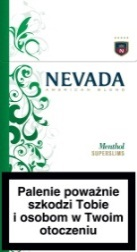 NEVADA
AMERICAN BLEND
Menthol
SUPERSLIMS
Palenie poważnie
szkodzi Tobie
i osobom w Twoim
otoczeniu